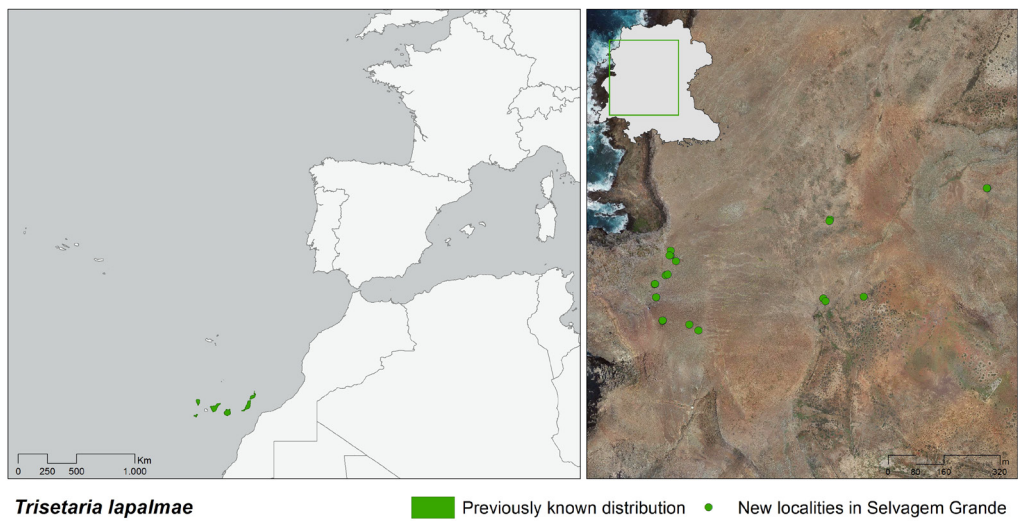 Km
0 250 500 1.000
m
0 80 160 320
Trisetaria lapalmae
Previously known distribution
New localities in Selvagem Grande